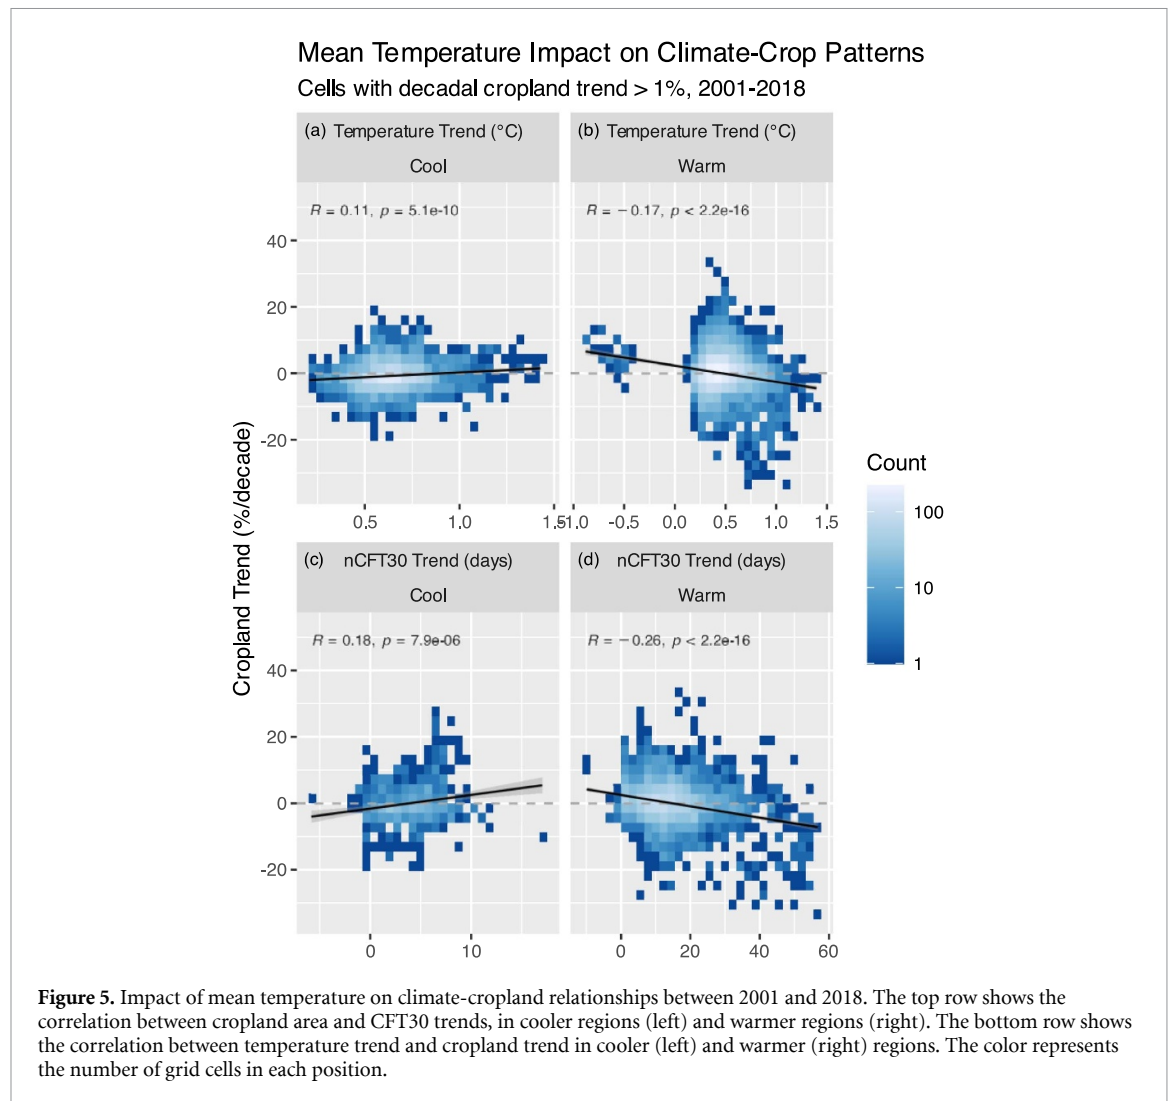 Mean Temperature Impact on Climate-Crop Patterns
Cells with decadal cropland trend > 1%, 2001-2018
(a) Temperature Trend (°C)
Cool
(b) Temperature Trend (°C)
Warm
R = 0.11, p = 5.1e-10
R = −0.17, p < 2.2e-16
40
20
0
-20
0.5 1.0 1.5
-1.0 -0.5 0.0 0.5 1.0 1.5
(c) nCFT30 Trend (days)
Cool
(d) nCFT30 Trend (days)
Warm
R = 0.18, p = 7.9e-06
R = −0.26, p < 2.2e-16
40
20
0
-20
0 10
0 20 40 60
Cropland Trend (%/decade)
Count
100
10
1
Figure 5. Impact of mean temperature on climate-cropland relationships between 2001 and 2018. The top row shows the
correlation between cropland area and CFT30 trends, in cooler regions (left) and warmer regions (right). The bottom row shows
the correlation between temperature trend and cropland trend in cooler (left) and warmer (right) regions. The color represents
the number of grid cells in each position.